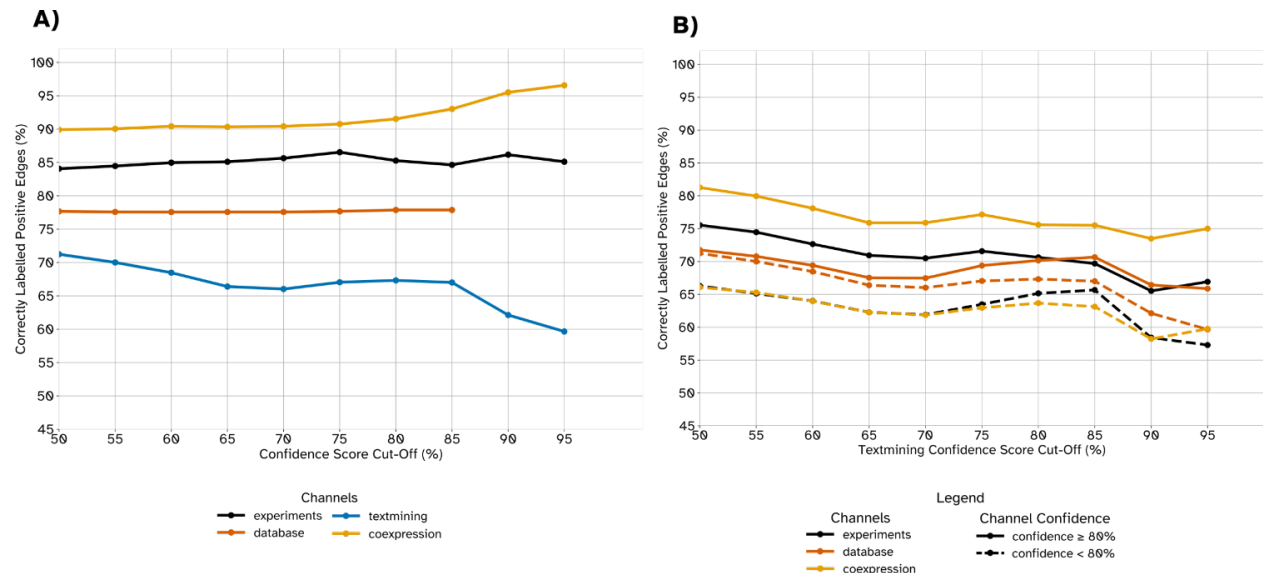 A)
Correctly Labelled Positive Edges (%)
100
95
90
85
80
75
70
65
60
55
50
45
50 55 60 65 70 75 80 85 90 95
Confidence Score Cut-Off (%)
Channels
experiments textmining
database coexpression
B)
Correctly Labelled Positive Edges (%)
100
95
90
85
80
75
70
65
60
55
50
45
50 55 60 65 70 75 80 85 90 95
Textmining Confidence Score Cut-Off (%)
Legend
Channels Channel Confidence
experiments confidence ≥ 80%
database confidence < 80%
coexpression